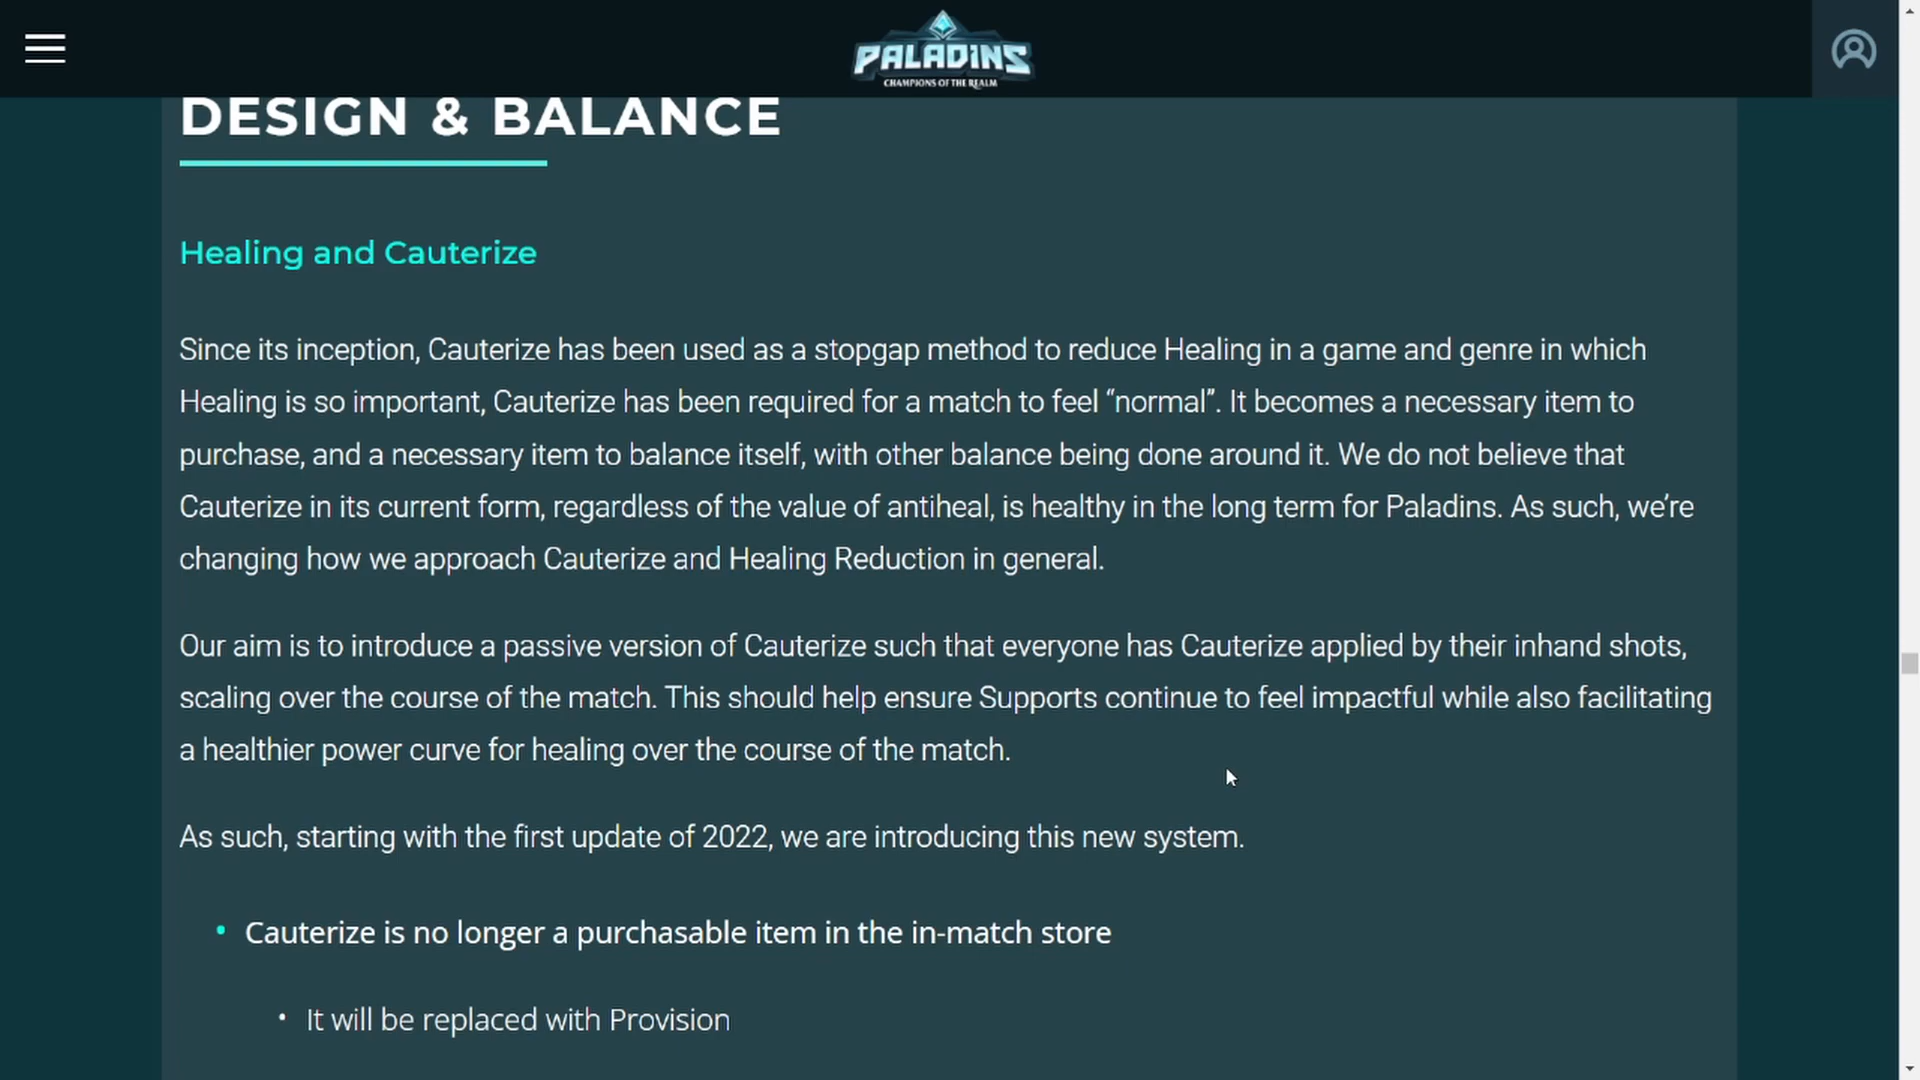 PALADINS
CHAMPIONS OF THE REALM
DESIGN & BALANCE
Healing and Cauterize
Since its inception, Cauterize has been used as a stopgap method to reduce Healing in a game and genre in which
Healing is so important, Cauterize has been required for a match to feel “normal”. It becomes a necessary item to
purchase, and a necessary item to balance itself, with other balance being done around it. We do not believe that
Cauterize in its current form, regardless of the value of antiheal, is healthy in the long term for Paladins. As such, we’re
changing how we approach Cauterize and Healing Reduction in general.
Our aim is to introduce a passive version of Cauterize such that everyone has Cauterize applied by their inhand shots,
scaling over the course of the match. This should help ensure Supports continue to feel impactful while also facilitating
a healthier power curve for healing over the course of the match.
As such, starting with the first update of 2022, we are introducing this new system.
• Cauterize is no longer a purchasable item in the in-match store
• It will be replaced with Provision